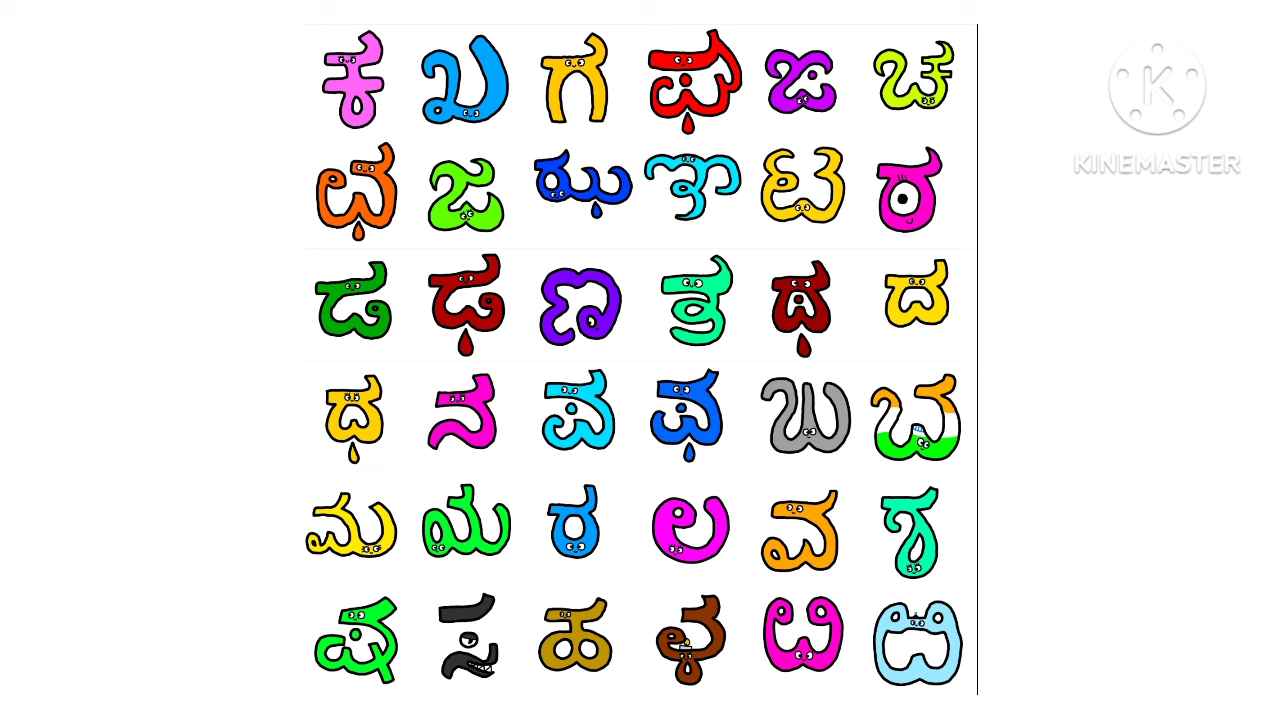 ಕ ಖ ಗ ಘ ಙ ಚ
KINEMASTER
ಛ ಜ ಝ ಞ ಟ ಠ
ಡ ಢ ಣ ತ ಥ ದ
ಧ ನ ಪ ಫ ಬ ಭ
ಮ ಯ ರ ಲ ವ ಶ
ಷ ಸ ಹ ಳ ಱ ೞ